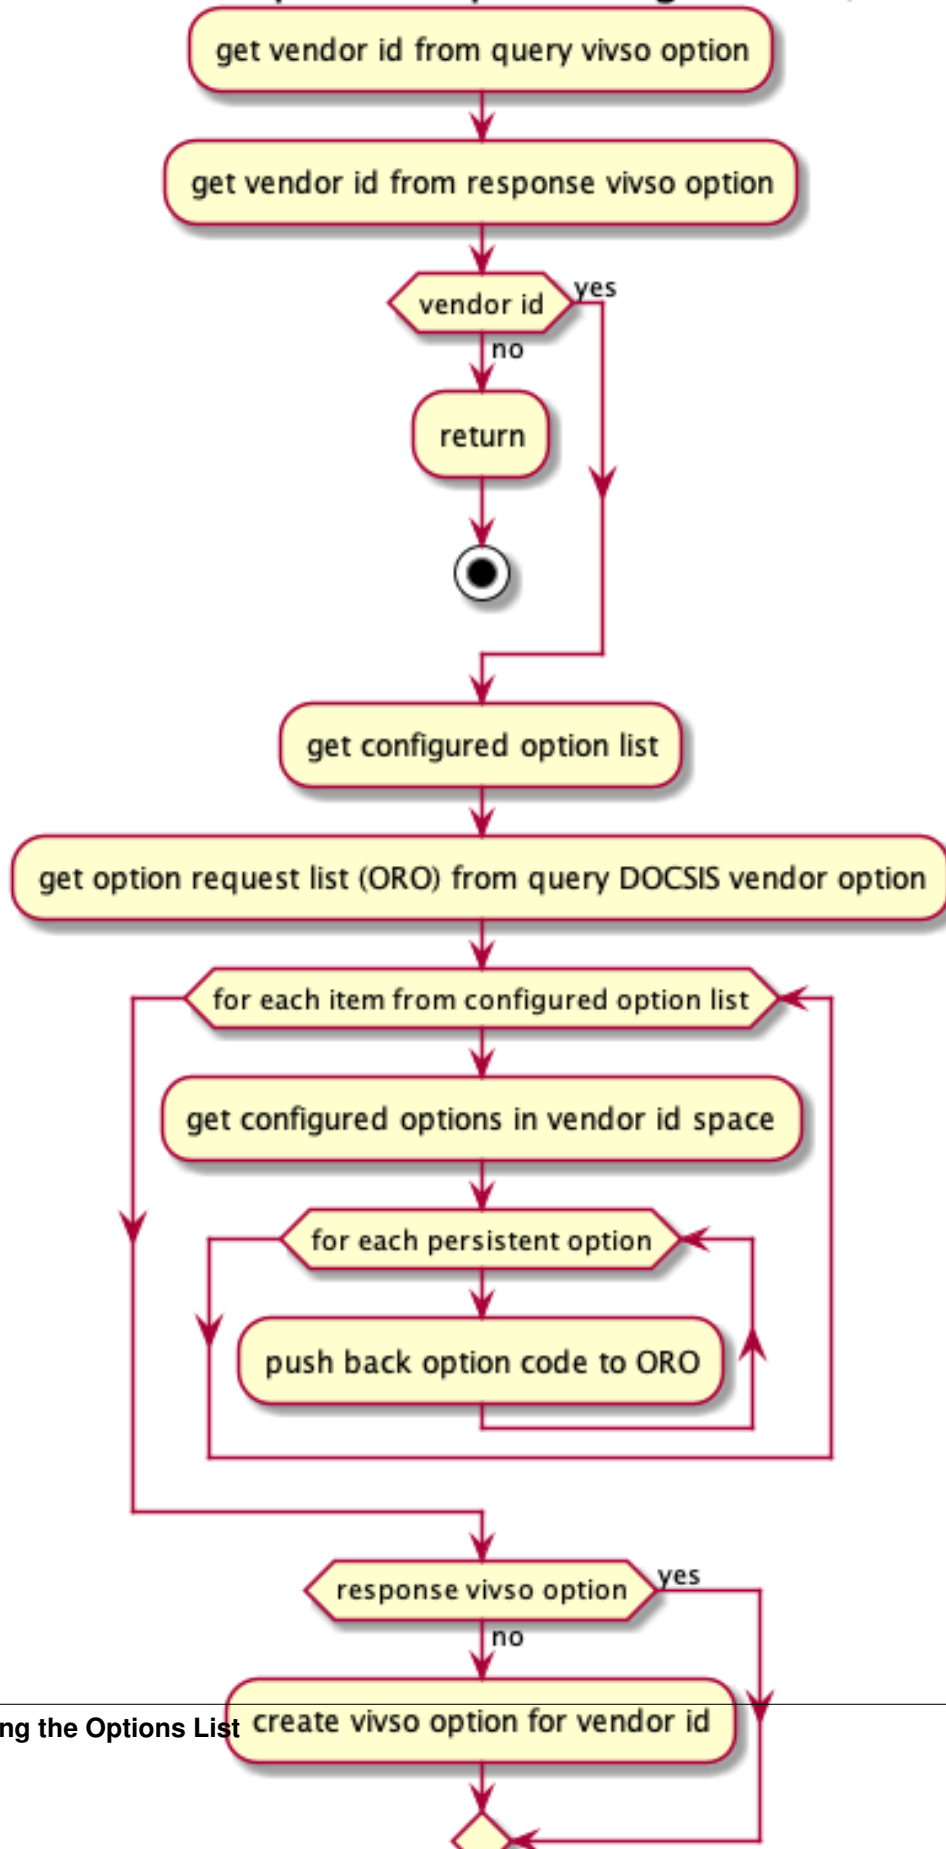 get vendor id from query vivso option
get vendor id from response vivso option
vendor id
yes
no
return
get configured option list
get option request list (ORO) from query DOCSIS vendor option
for each item from configured option list
get configured options in vendor id space
for each persistent option
push back option code to ORO
response vivso option
yes
no
create vivso option for vendor id
ng the Options List